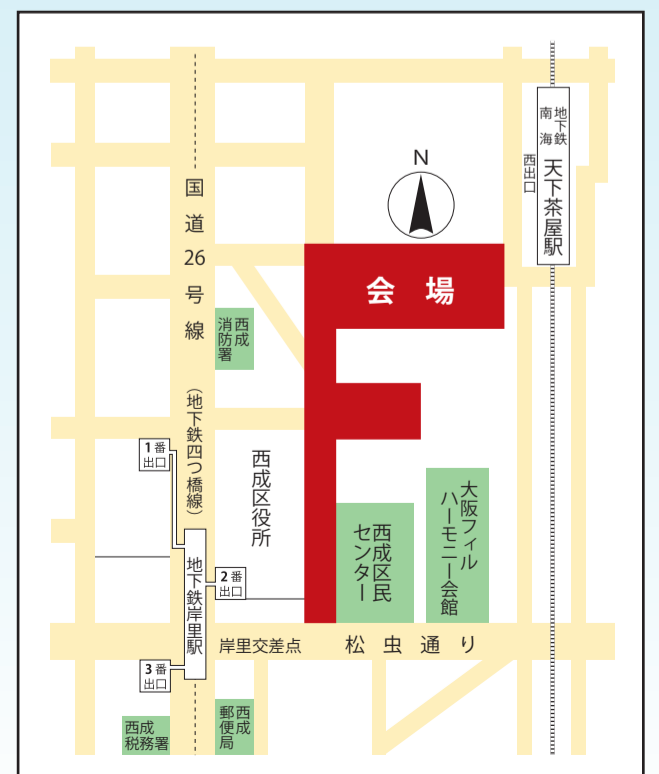 地下鉄
南海
天下茶屋駅
西出口
N
国道26号線
会場
西成
消防署
（地下鉄四つ橋線）
1番
出口
西成区役所
大阪フィル
ハーモニー会館
西成区民
センター
地下鉄岸里駅
2番
出口
岸里交差点
松虫通り
3番
出口
西成
郵便局
西成
税務署